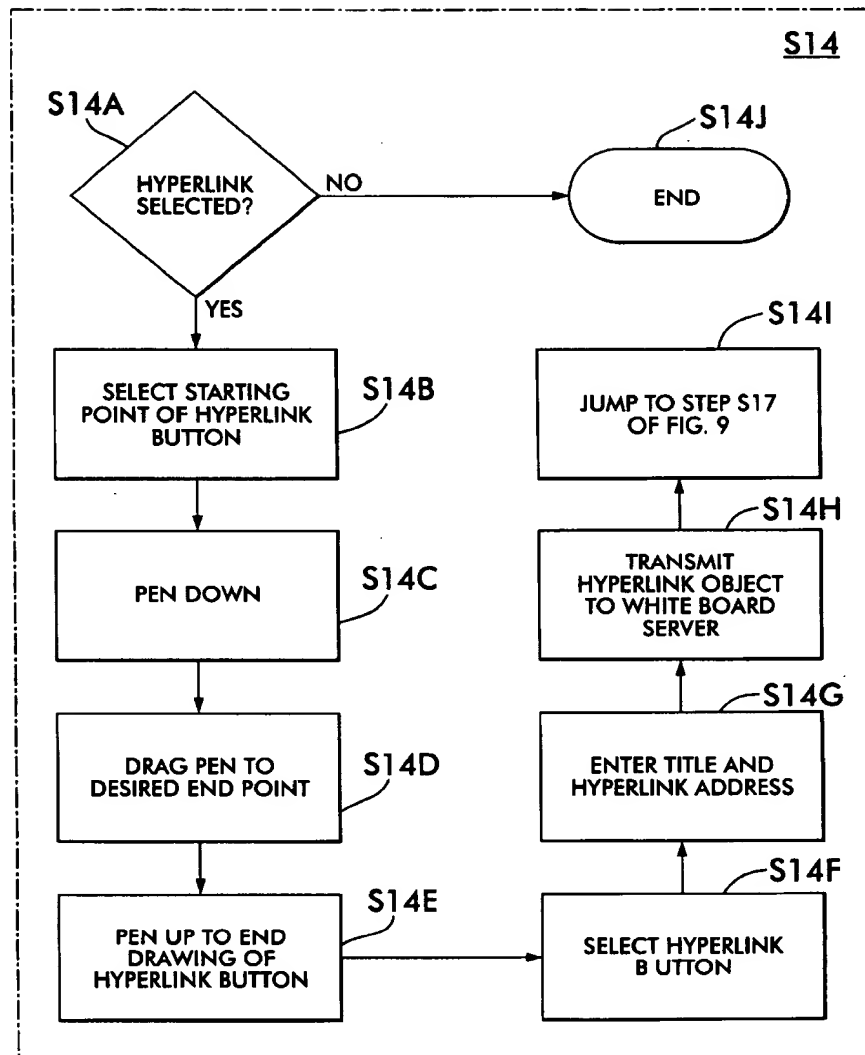 S14
S14A
HYPERLINK
SELECTED?
NO
S14J
END
YES
S14B
SELECT STARTING
POINT OF HYPERLINK
BUTTON
S14C
PEN DOWN
S14D
DRAG PEN TO
DESIRED END POINT
S14E
PEN UP TO END
DRAWING OF
HYPERLINK BUTTON
S14F
SELECT HYPERLINK
B UTTON
S14G
ENTER TITLE AND
HYPERLINK ADDRESS
S14H
TRANSMIT
HYPERLINK OBJECT
TO WHITE BOARD
SERVER
S14I
JUMP TO STEP S17
OF FIG. 9